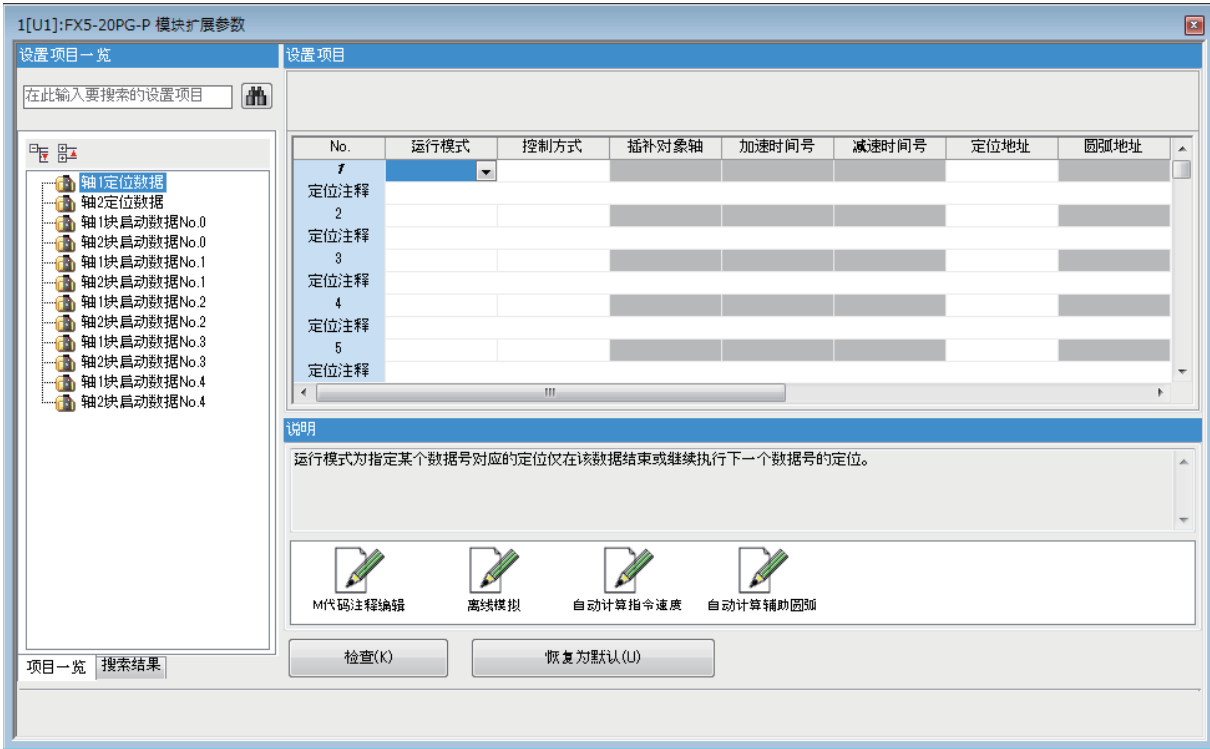 1[U1]:FX5-20PG-P 模块扩展参数
设置项目一览
在此输入要搜索的设置项目
轴1定位数据
轴2定位数据
轴1块启动数据No.0
轴2块启动数据No.0
轴1块启动数据No.1
轴2块启动数据No.1
轴1块启动数据No.2
轴2块启动数据No.2
轴1块启动数据No.3
轴2块启动数据No.3
轴1块启动数据No.4
轴2块启动数据No.4
项目一览 搜索结果
设置项目
No. 运行模式 控制方式 插补对象轴 加速时间号 减速时间号 定位地址 圆弧地址
1
定位注释
2
定位注释
3
定位注释
4
定位注释
5
定位注释
说明
运行模式为指定某个数据号对应的定位仅在该数据结束或继续执行下一个数据号的定位。
M代码注释编辑 离线模拟 自动计算指令速度 自动计算辅助圆弧
检查(K) 恢复为默认(U)